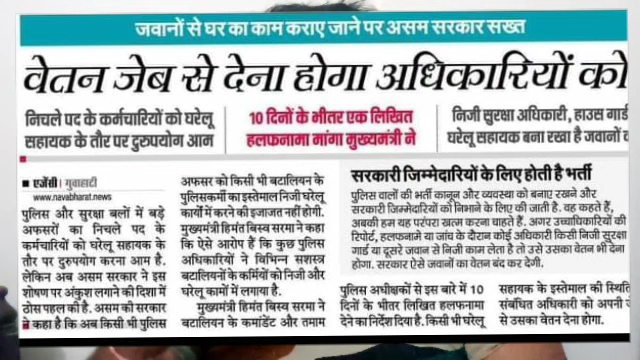 जवानों से घर का काम कराए जाने पर असम सरकार सख्त
वेतन जेब से देना होगा अधिकारियों को
निचले पद के कर्मचारियों को घरेलू
सहायक के तौर पर दुरुपयोग आम
10 दिनों के भीतर एक लिखित
हलफनामा मांगा मुख्यमंत्री ने
निजी सुरक्षा अधिकारी, हाउस गार्ड
घरेलू सहायक बना रखा है जवानों
■ एजेंसी | गुवाहाटी
www.navabharat.news
पुलिस और सुरक्षा बलों में बड़े
अफसरों का निचले पद के
कर्मचारियों को घरेलू सहायक के
तौर पर दुरुपयोग करना आम है.
लेकिन अब असम सरकार ने इस
शोषण पर अंकुश लगाने की दिशा में
ठोस पहल की है. असम की सरकार
ने कहा है कि अब किसी भी पुलिस
अफसर को किसी भी बटालियन के
पुलिसकर्मी का इस्तेमाल निजी घरेलू
कार्यों में करने की इजाजत नहीं होगी.
मुख्यमंत्री हिमंत बिस्व सरमा ने कहा
कि ऐसे आरोप हैं कि कुछ पुलिस
अधिकारियों ने विभिन्न सशस्त्र
बटालियनों के कर्मियों को निजी और
घरेलू कामों में लगाया है.
मुख्यमंत्री हिमंत बिस्व सरमा ने
बटालियन के कमांडेंट और तमाम
सरकारी जिम्मेदारियों के लिए होती है भर्ती
पुलिस वालों की भर्ती कानून और व्यवस्था को बनाए रखने और
सरकारी जिम्मेदारियों को निभाने के लिए की जाती है. वह कहते हैं,
अबकी हम यह परंपरा खत्म करना चाहते हैं. अगर उच्चाधिकारियों की
रिपोर्ट, हलफनामे या जांच के दौरान कोई अधिकारी किसी निजी सुरक्षा
गार्ड या दूसरे जवान से निजी काम लेता है तो उसे उसका वेतन भी देना
होगा. सरकार ऐसे जवानों का वेतन बंद कर देगी.
पुलिस अधीक्षकों से इस बारे में 10
दिनों के भीतर लिखित हलफनामा
देने का निर्देश दिया है. किसी भी घरेलू
सहायक के इस्तेमाल की स्थिति
संबंधित अधिकारी को अपनी
से उसका वेतन देना होगा.